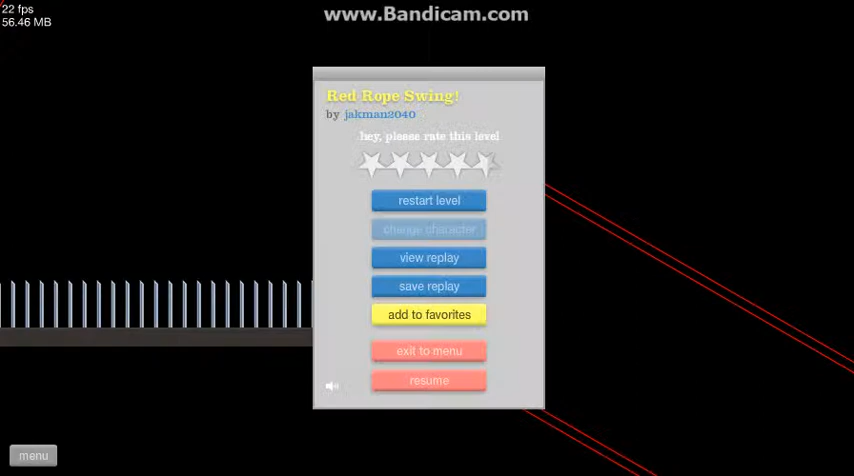 22 fps
56.46 MB
www.Bandicam.com
Red Rope Swing!
by jakman2040
hey, please rate this level
restart level
change character
view replay
save replay
add to favorites
exit to menu
resume
menu